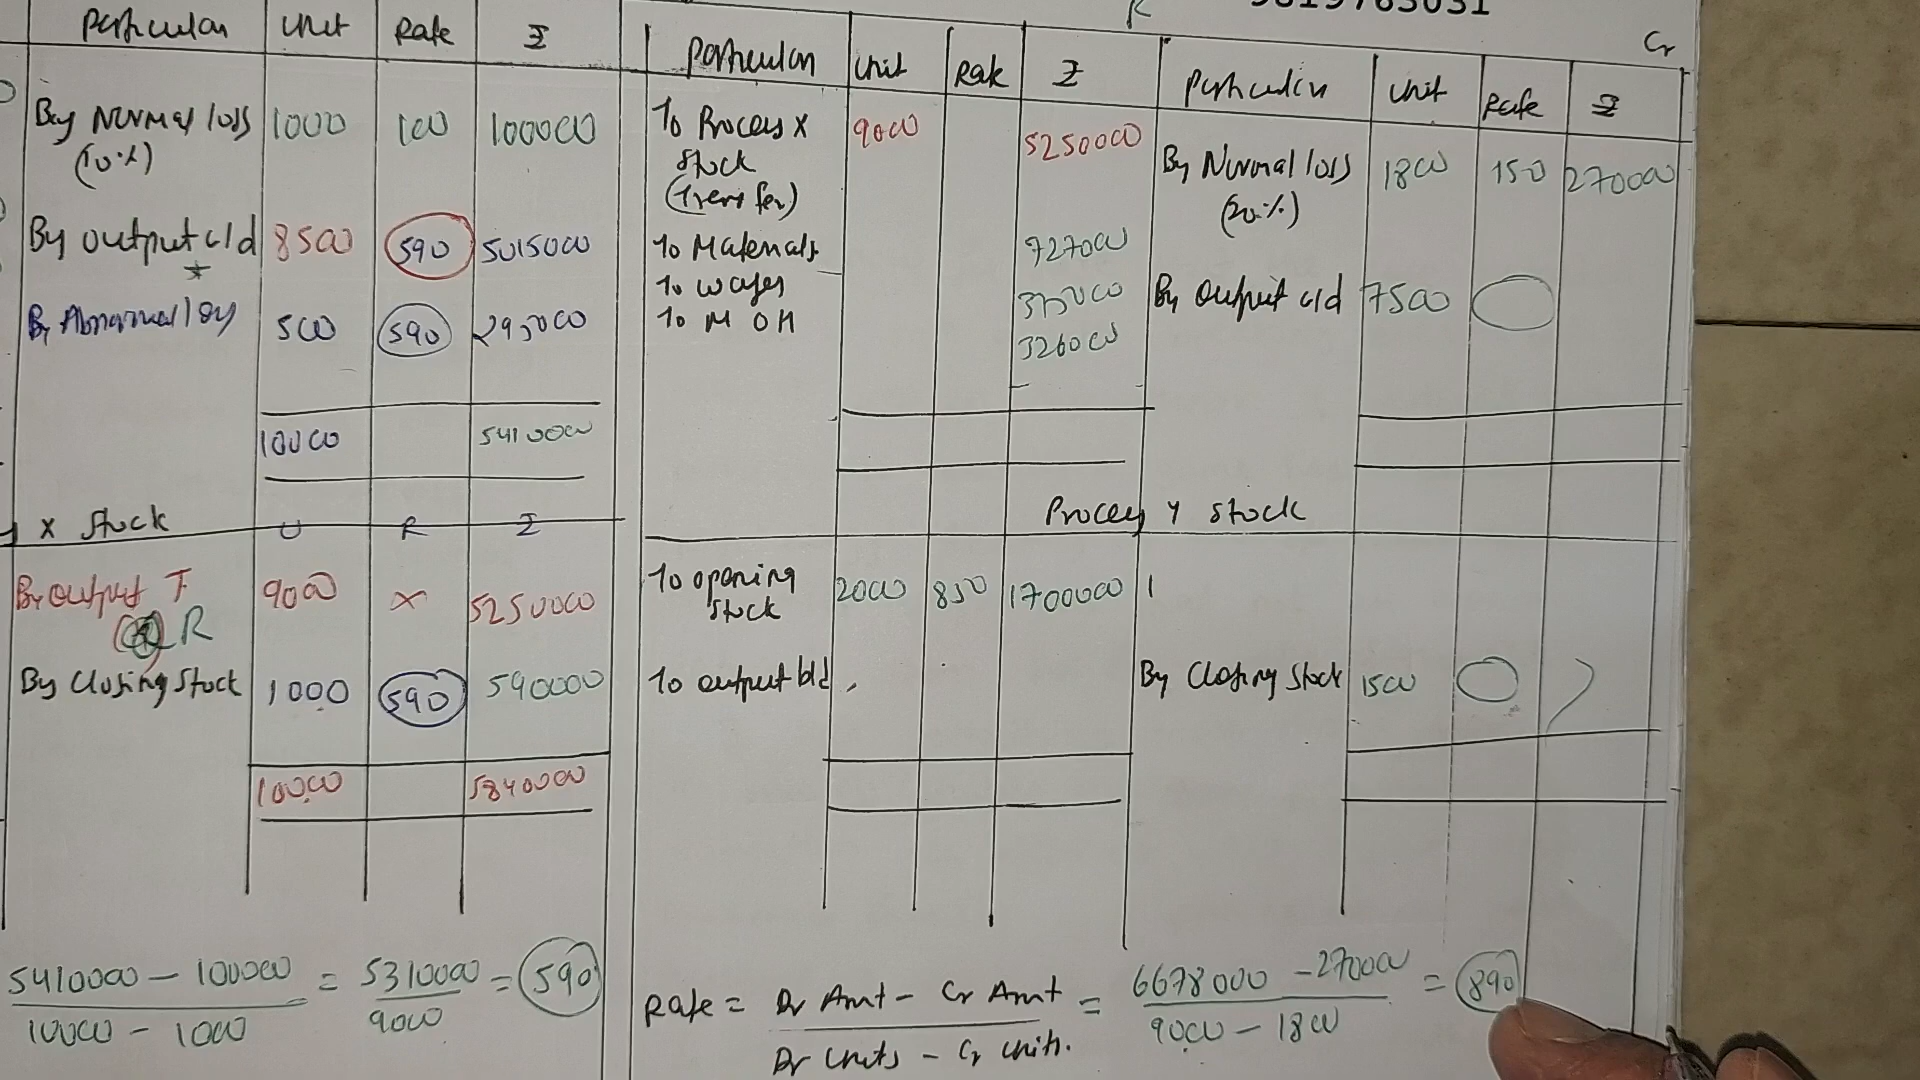 Particulars Unit Rate ₹
By Normal loss (10%) 1000 100 100000
By output c/d 8500 590 5015000
By Abnormal loss 500 590 295000
10000 5410000
X Stock U R ₹
By output T 9000 x 5250000
R
By Closing Stock 1000 590 590000
10000 5840000
5410000 - 100000 / 10000 - 1000 = 5310000 / 9000 = 590
Cr
Particulars Unit Rate ₹ Particulars Unit Rate ₹
To Process X Stock (Transfer) 9000 5250000
By Normal loss (20%) 1800 150 270000
To Materials 727000
To wages
To M OH 326000
By output c/d 7500
Process Y Stock
To opening stock 2000 850 1700000
To output b/d
By Closing Stock 1500
Rate = Dr Amt - Cr Amt / Dr Units - Cr units. = 6678000 - 270000 / 9000 - 1800 = 890